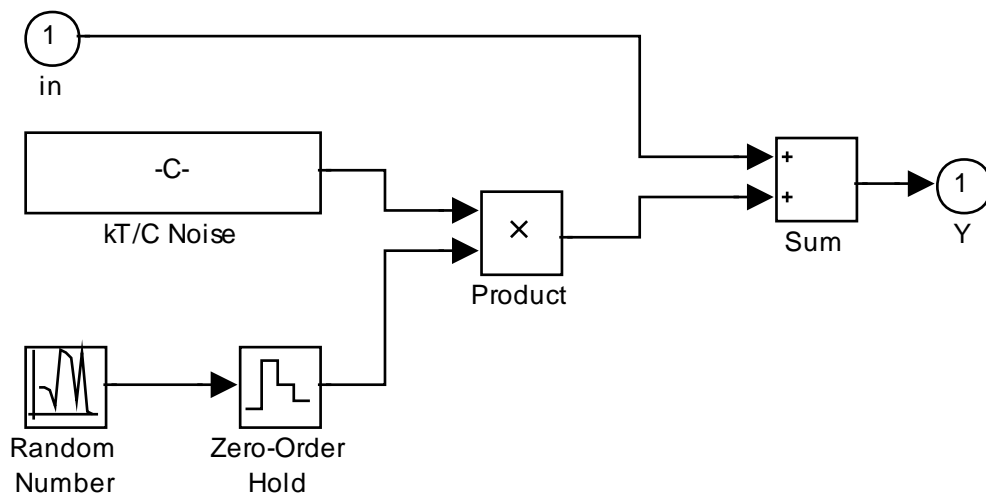 1
in
-C-
kT/C Noise
×
Product
+
+
Sum
1
Y
Random
Number
Zero-Order
Hold